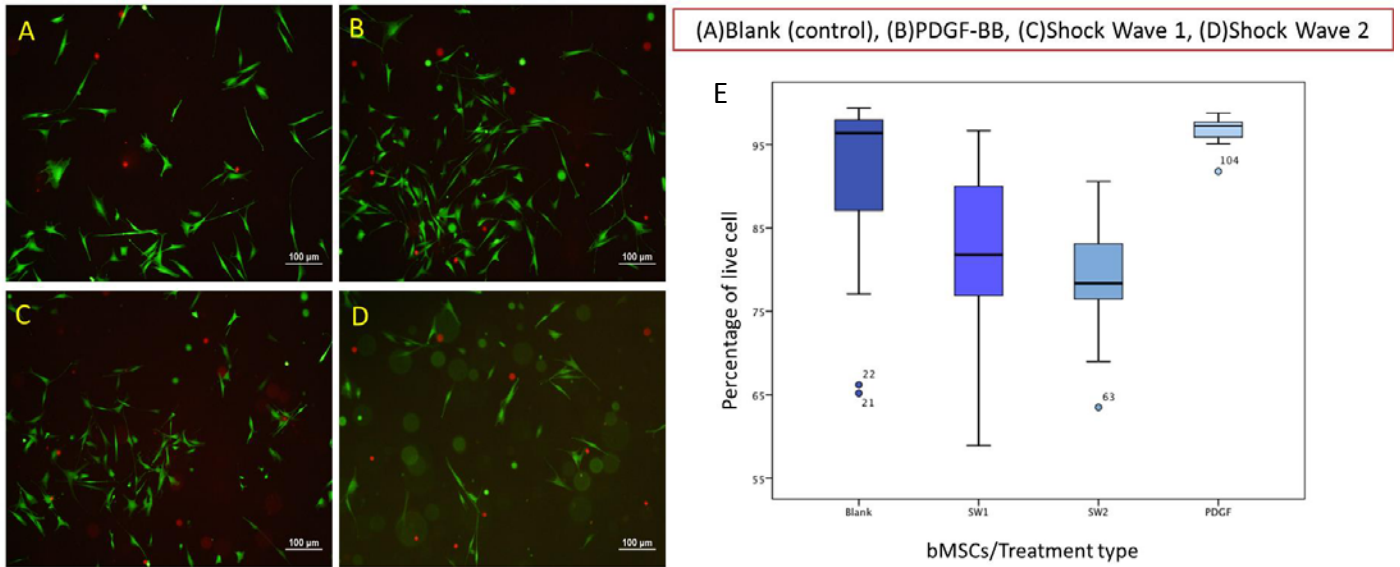 A
B
(A)Blank (control), (B)PDGF-BB, (C)Shock Wave 1, (D)Shock Wave 2
100 µm
100 µm
C
D
100 µm
100 µm
E
Percentage of live cell
95
85
75
65
55
22
21
63
104
Blank
SW1
SW2
PDGF
bMSCs/Treatment type